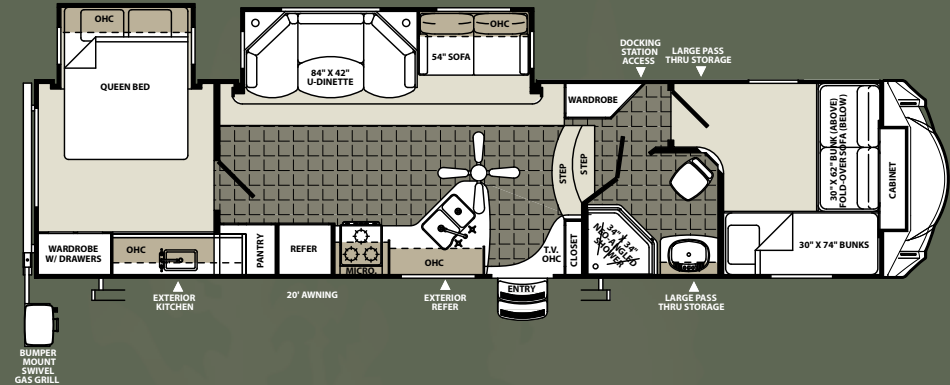 OHC
OHC
DOCKING
STATION
ACCESS
LARGE PASS
THRU STORAGE
54" SOFA
84" X 42"
U-DINETTE
QUEEN BED
WARDROBE
30" X 62" BUNK (ABOVE)
FOLD-OVER SOFA (BELOW)
CABINET
STEP
STEP
34" X 34"
NEO-ANGLED
SHOWER
30" X 74" BUNKS
WARDROBE
W/ DRAWERS
OHC
PANTRY
REFER
MICRO.
OHC
T.V.
OHC
CLOSET
ENTRY
EXTERIOR
KITCHEN
20' AWNING
EXTERIOR
REFER
LARGE PASS
THRU STORAGE
BUMPER
MOUNT
SWIVEL
GAS GRILL